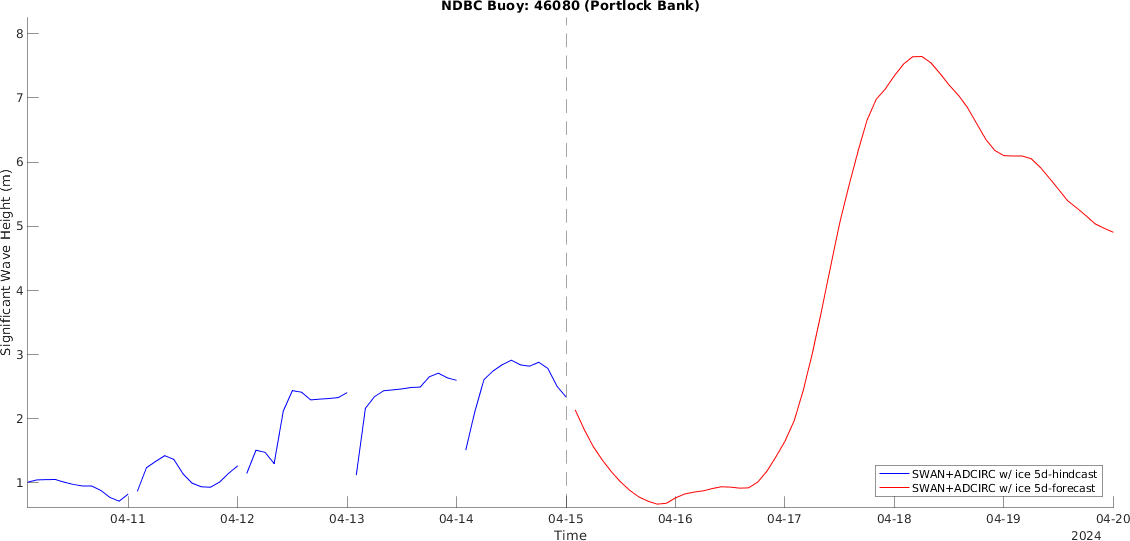 NDBC Buoy: 46080 (Portlock Bank)
Significant Wave Height (m)
8
7
6
5
4
3
2
1
SWAN+ADCIRC w/ ice 5d-hindcast
SWAN+ADCIRC w/ ice 5d-forecast
04-11 04-12 04-13 04-14 04-15 04-16 04-17 04-18 04-19 04-20
Time
2024